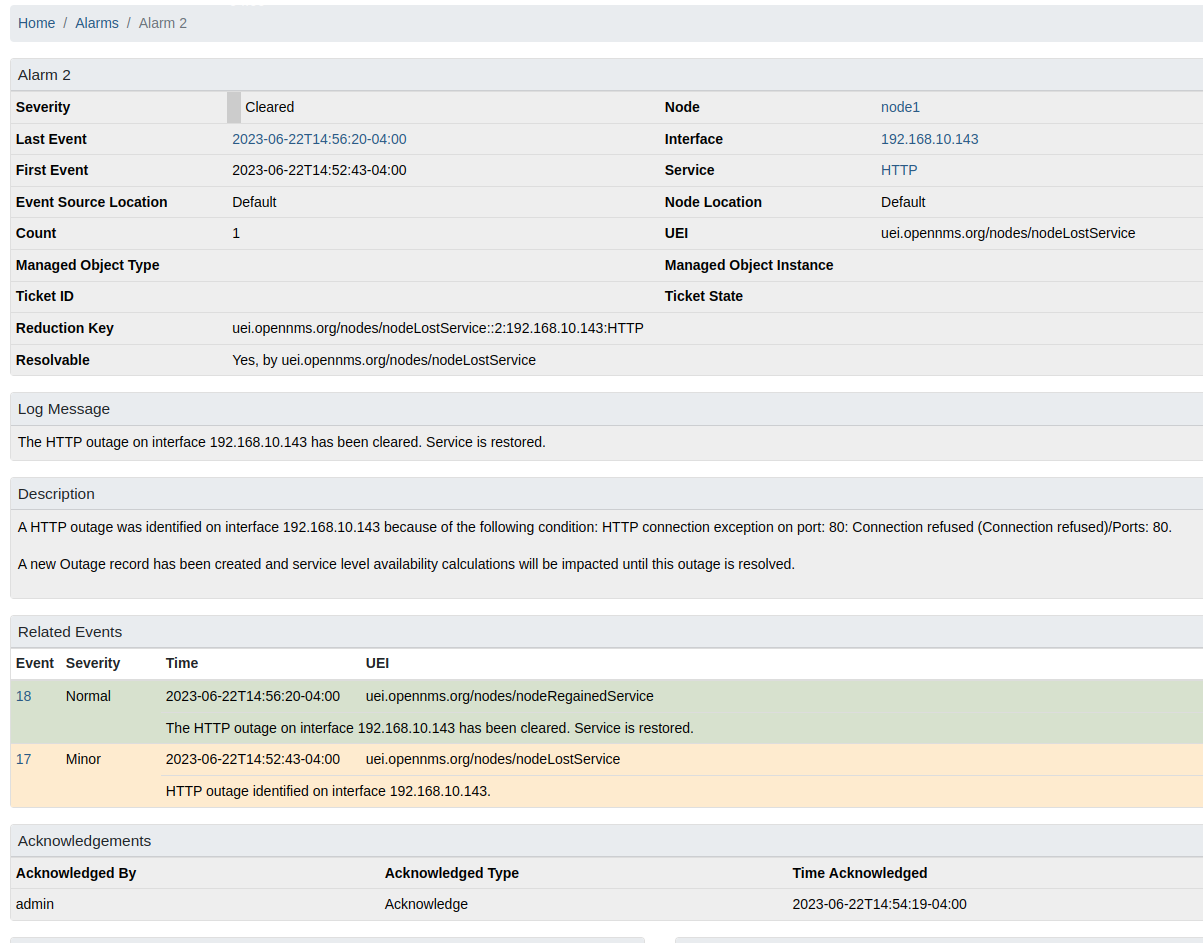 Home / Alarms / Alarm 2
Alarm 2
Severity Cleared Node node1
Last Event 2023-06-22T14:56:20-04:00 Interface 192.168.10.143
First Event 2023-06-22T14:52:43-04:00 Service HTTP
Event Source Location Default Node Location Default
Count 1 UEI uei.opennms.org/nodes/nodeLostService
Managed Object Type Managed Object Instance
Ticket ID Ticket State
Reduction Key uei.opennms.org/nodes/nodeLostService::2:192.168.10.143:HTTP
Resolvable Yes, by uei.opennms.org/nodes/nodeLostService
Log Message
The HTTP outage on interface 192.168.10.143 has been cleared. Service is restored.
Description
A HTTP outage was identified on interface 192.168.10.143 because of the following condition: HTTP connection exception on port: 80: Connection refused (Connection refused)/Ports: 80.
A new Outage record has been created and service level availability calculations will be impacted until this outage is resolved.
Related Events
Event Severity Time UEI
18 Normal 2023-06-22T14:56:20-04:00 uei.opennms.org/nodes/nodeRegainedService
The HTTP outage on interface 192.168.10.143 has been cleared. Service is restored.
17 Minor 2023-06-22T14:52:43-04:00 uei.opennms.org/nodes/nodeLostService
HTTP outage identified on interface 192.168.10.143.
Acknowledgements
Acknowledged By Acknowledged Type Time Acknowledged
admin Acknowledge 2023-06-22T14:54:19-04:00